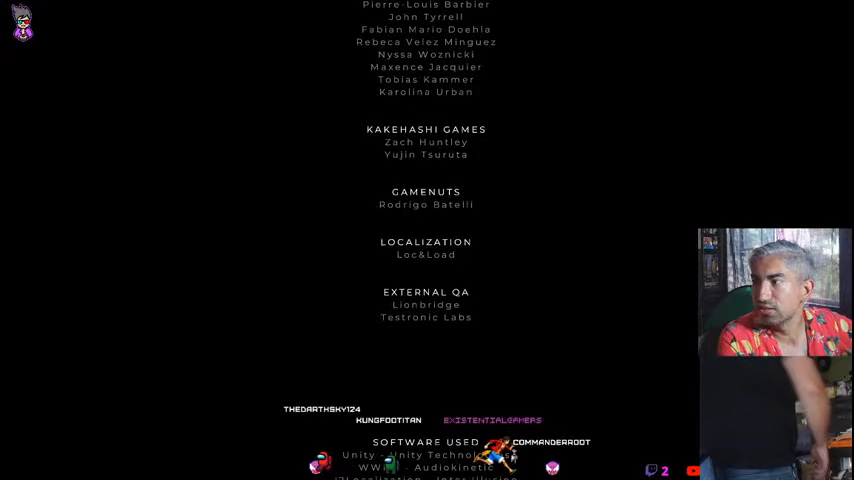 Pierre-Louis Barbier
John Tyrrell
Fabian Mario Doehla
Rebeca Velez Minguez
Nyssa Woznicki
Maxence Jacquier
Tobias Kammer
Karolina Urban
KAKEHASHI GAMES
Zach Huntley
Yujin Tsuruta
GAMENUTS
Rodrigo Batelli
LOCALIZATION
Loc&Load
EXTERNAL QA
Lionbridge
Testronic Labs
THEDARTHSKY124
KUNGFOOTITAN EXISTENTIALGAMERS
SOFTWARE USED COMMANDERROOT
Unity - Unity
- Audiokinetic
2